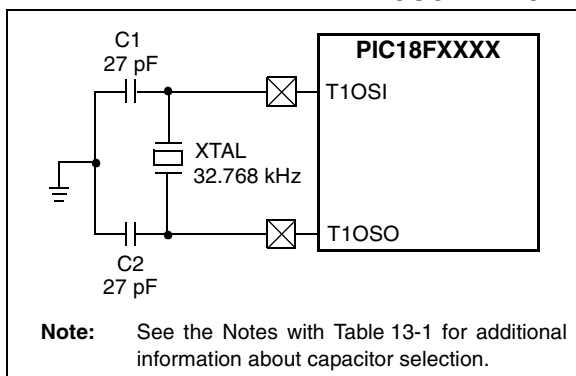 C1
27 pF
PIC18FXXXX
T1OSI
XTAL
32.768 kHz
T1OSO
C2
27 pF
Note: See the Notes with Table 13-1 for additional
information about capacitor selection.